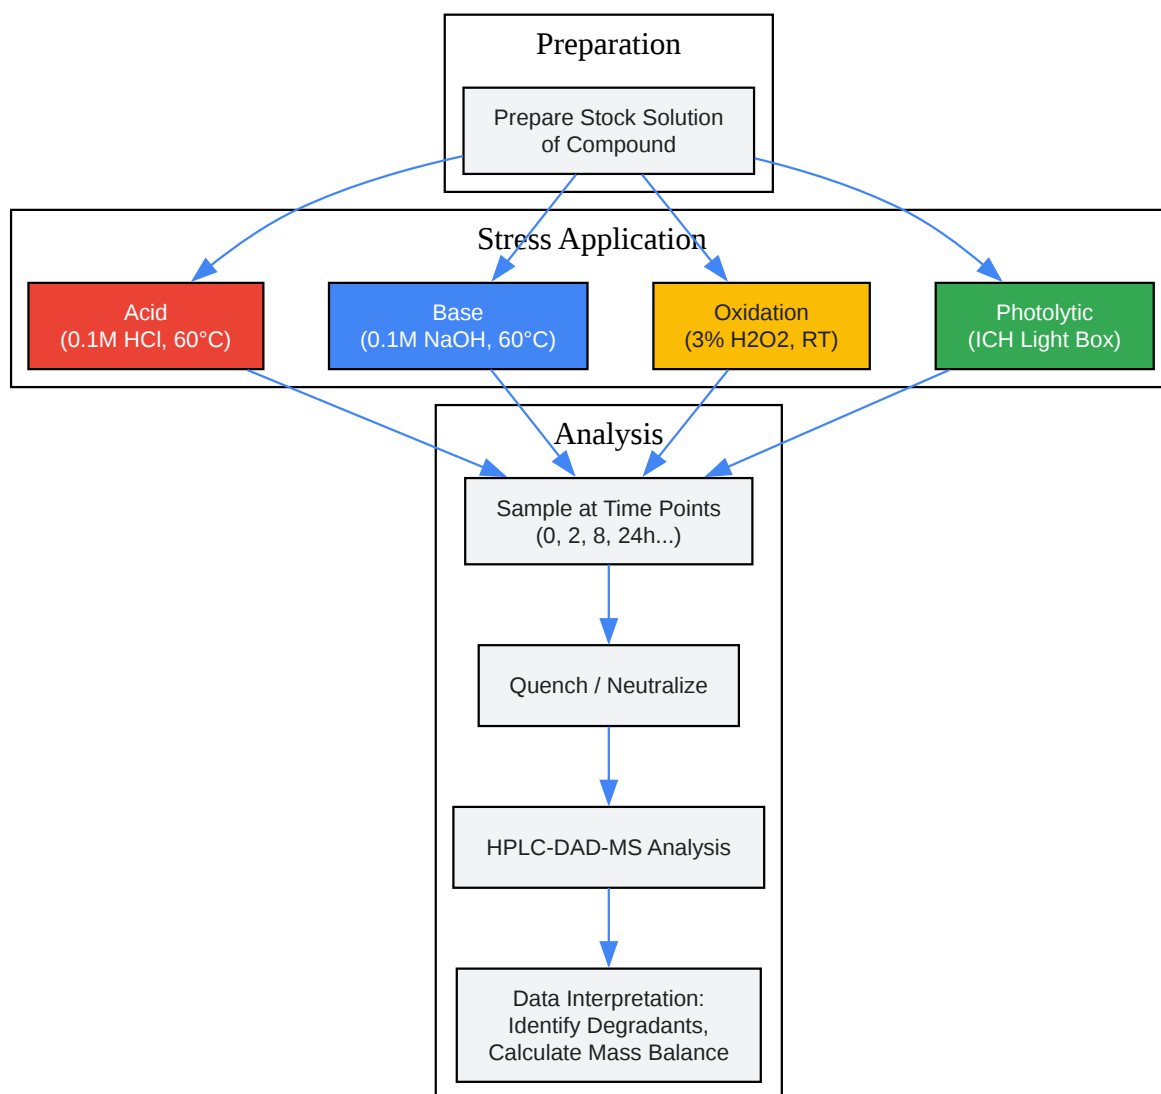 Preparation
Prepare Stock Solution
of Compound
Stress Application
Acid
(0.1M HCl, 60°C)
Base
(0.1M NaOH, 60°C)
Oxidation
(3% H2O2, RT)
Photolytic
(ICH Light Box)
Analysis
Sample at Time Points
(0, 2, 8, 24h...)
Quench / Neutralize
HPLC-DAD-MS Analysis
Data Interpretation:
Identify Degradants,
Calculate Mass Balance